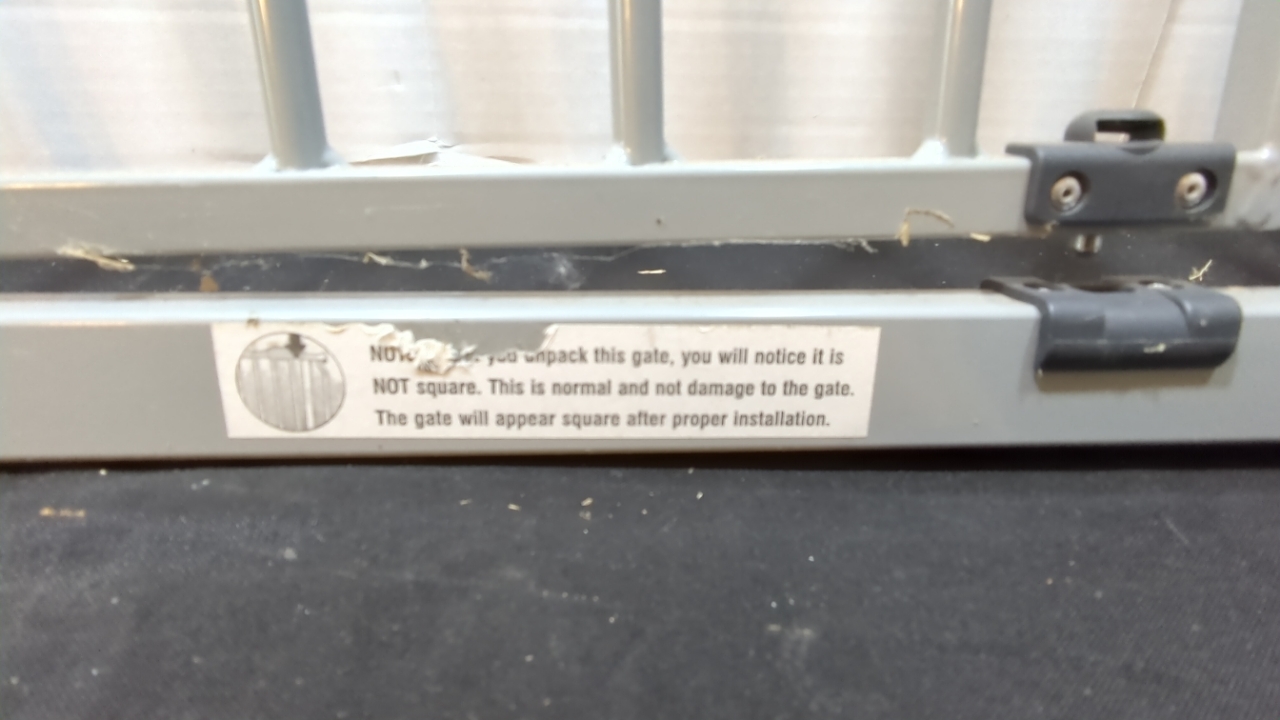 you unpack this gate, you will notice it is
NOT square. This is normal and not damage to the gate.
The gate will appear square after proper installation.